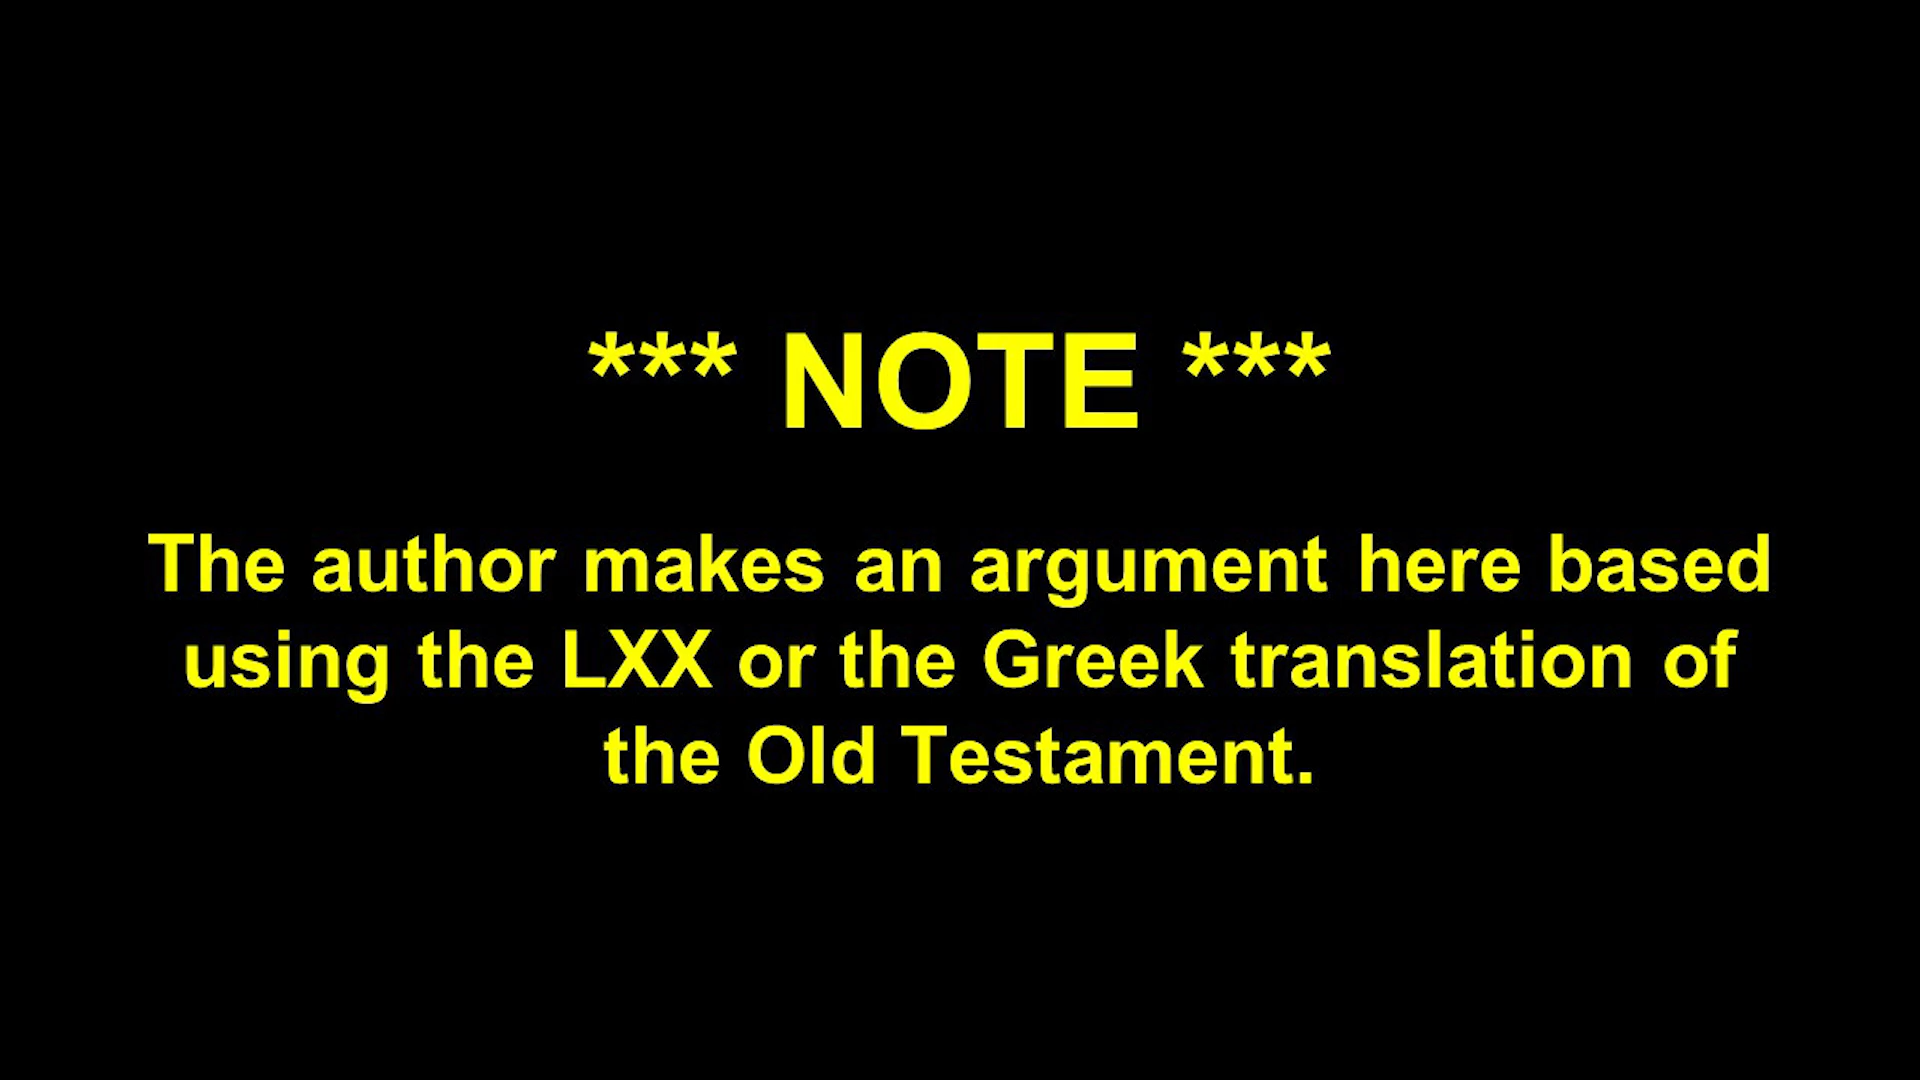 *** NOTE ***
The author makes an argument here based
using the LXX or the Greek translation of
the Old Testament.